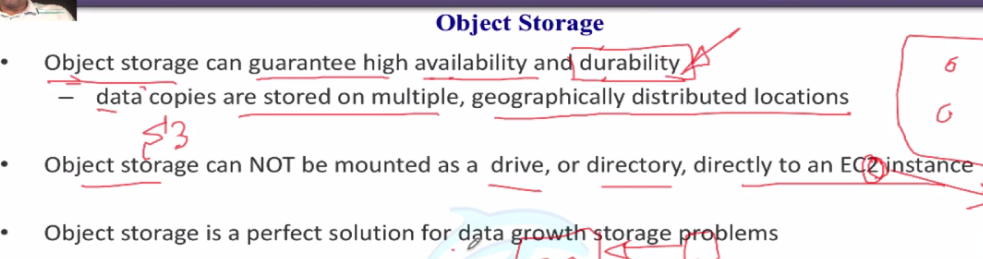 Object Storage
• Object storage can guarantee high availability and durability
– data copies are stored on multiple, geographically distributed locations
S3
• Object storage can NOT be mounted as a drive, or directory, directly to an EC2 instance
• Object storage is a perfect solution for data growth storage problems